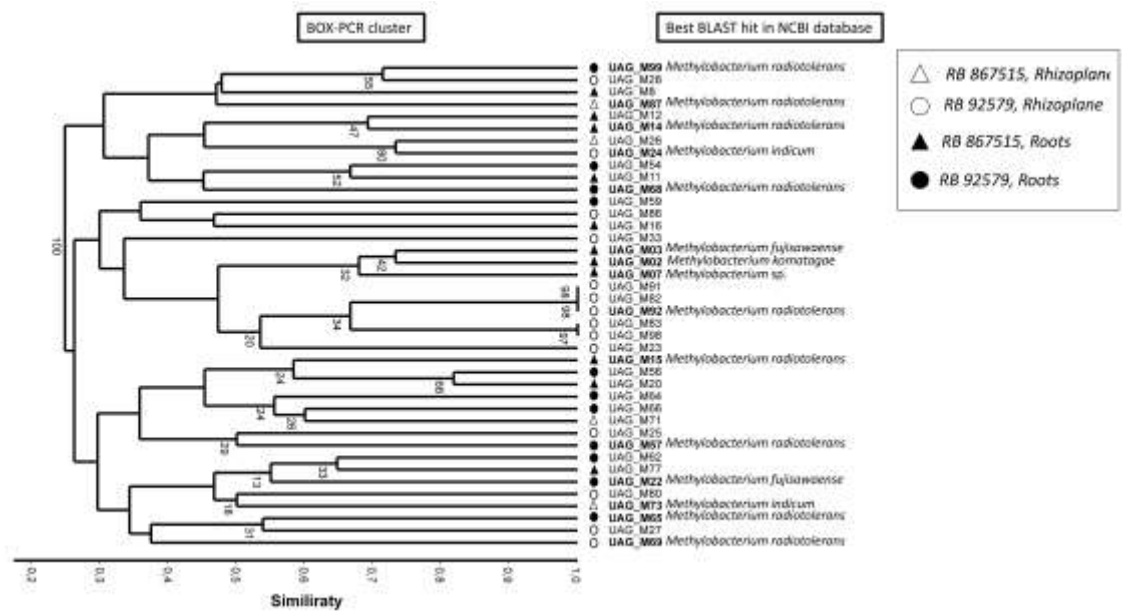 BOX-PCR cluster
Best BLAST hit in NCBI database
RB 867515, Rhizoplane
RB 92579, Rhizoplane
RB 867515, Roots
RB 92579, Roots
UAG_M99 Methylobacterium radiotolerans
UAG_M28
UAG_M8
UAG_M87 Methylobacterium radiotolerans
UAG_M12
UAG_M14 Methylobacterium radiotolerans
UAG_M26
UAG_M24 Methylobacterium indicum
UAG_M54
UAG_M11
UAG_M68 Methylobacterium radiotolerans
UAG_M59
UAG_M86
UAG_M16
UAG_M33
UAG_M03 Methylobacterium fujisawaense
UAG_M02 Methylobacterium komatagae
UAG_M07 Methylobacterium sp.
UAG_M91
UAG_M82
UAG_M92 Methylobacterium radiotolerans
UAG_M63
UAG_M98
UAG_M23
UAG_M15 Methylobacterium radiotolerans
UAG_M56
UAG_M20
UAG_M64
UAG_M66
UAG_M71
UAG_M25
UAG_M57 Methylobacterium radiotolerans
UAG_M62
UAG_M77
UAG_M22 Methylobacterium fujisawaense
UAG_M80
UAG_M73 Methylobacterium indicum
UAG_M65 Methylobacterium radiotolerans
UAG_M27
UAG_M69 Methylobacterium radiotolerans
55
47
90
52
100
42
32
98
98
34
97
20
24
66
24
26
29
33
13
18
31
0.2 0.3 0.4 0.5 0.6 0.7 0.8 0.9 1.0
Similiraty